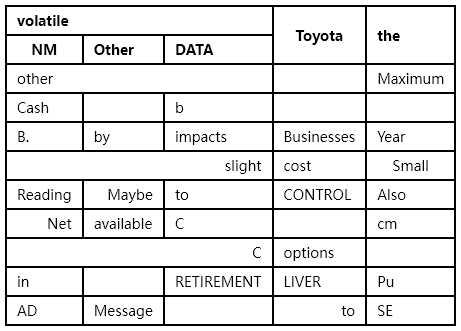 volatile Toyota the
NM Other DATA
other Maximum
Cash b
B. by impacts Businesses Year
slight cost Small
Reading Maybe to CONTROL Also
Net available C cm
C options
in RETIREMENT LIVER Pu
AD Message to SE